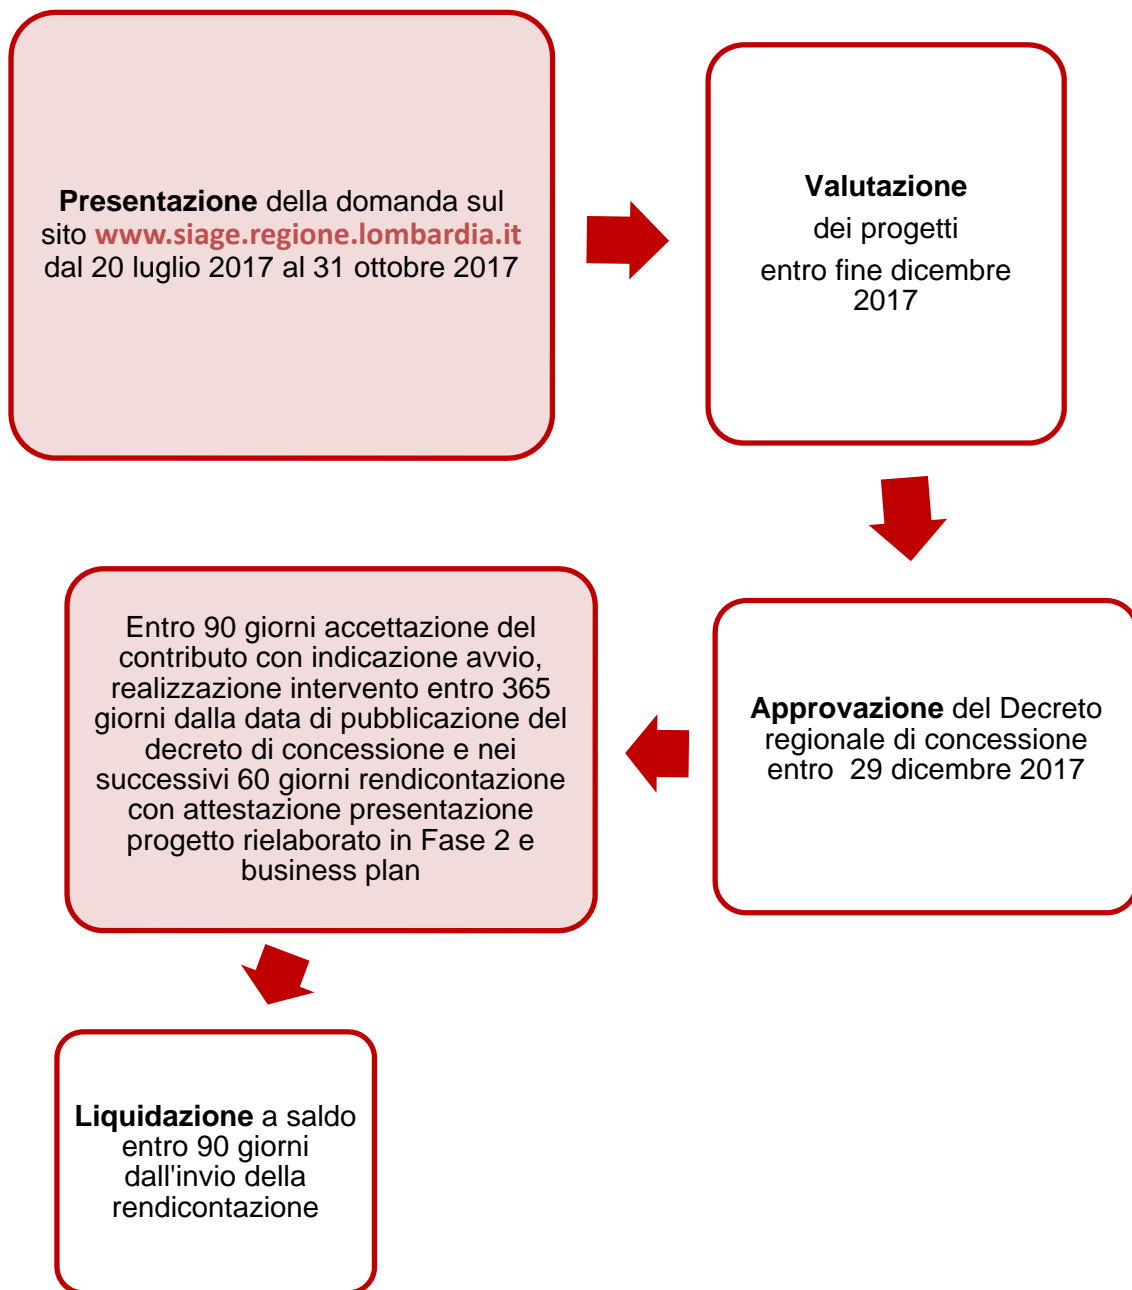 Presentazione della domanda sul
sito www.siage.regione.lombardia.it
dal 20 luglio 2017 al 31 ottobre 2017
Valutazione
dei progetti
entro fine dicembre
2017
Approvazione del Decreto
regionale di concessione
entro 29 dicembre 2017
Entro 90 giorni accettazione del
contributo con indicazione avvio,
realizzazione intervento entro 365
giorni dalla data di pubblicazione del
decreto di concessione e nei
successivi 60 giorni rendicontazione
con attestazione presentazione
progetto rielaborato in Fase 2 e
business plan
Liquidazione a saldo
entro 90 giorni
dall'invio della
rendicontazione